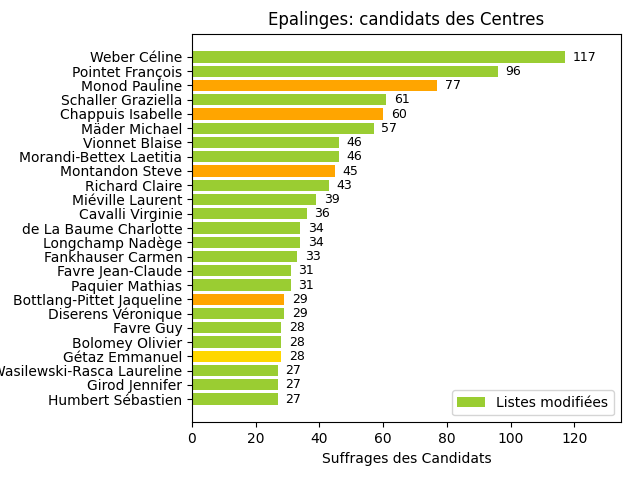 Epalinges: candidats des Centres
Weber Céline 117
Pointet François 96
Monod Pauline 77
Schaller Graziella 61
Chappuis Isabelle 60
Mäder Michael 57
Vionnet Blaise 46
Morandi-Bettex Laetitia 46
Montandon Steve 45
Richard Claire 43
Miéville Laurent 39
Cavalli Virginie 36
de La Baume Charlotte 34
Longchamp Nadège 34
Fankhauser Carmen 33
Favre Jean-Claude 31
Paquier Mathias 31
Bottlang-Pittet Jaqueline 29
Diserens Véronique 29
Favre Guy 28
Bolomey Olivier 28
Gétaz Emmanuel 28
Wasilewski-Rasca Laureline 27
Girod Jennifer 27
Humbert Sébastien 27
Listes modifiées
0 20 40 60 80 100 120
Suffrages des Candidats